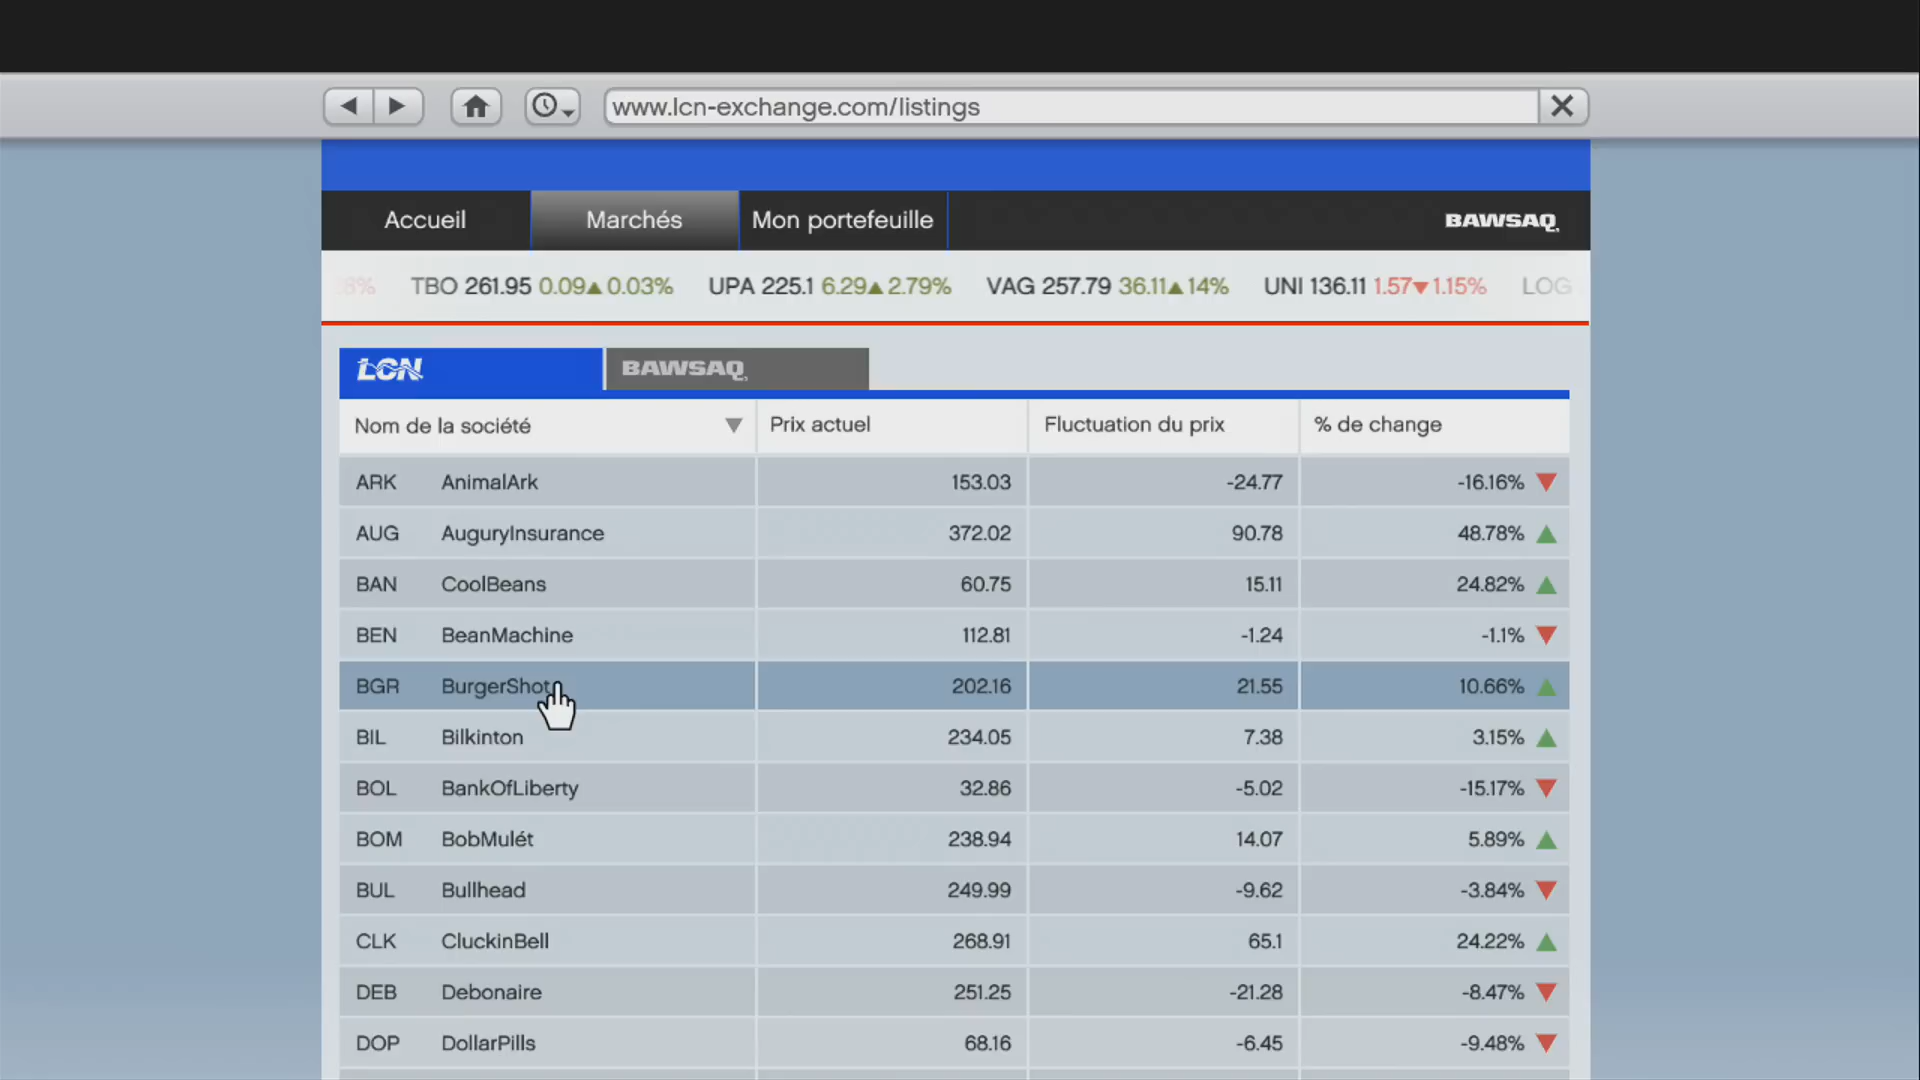 www.lcn-exchange.com/listings
Accueil Marchés Mon portefeuille BAWSAQ
TBO 261.95 0.09▲0.03% UPA 225.1 6.29▲2.79% VAG 257.79 36.11▲14% UNI 136.11 1.57▼1.15% LOG
LCN BAWSAQ
Nom de la société ▼ Prix actuel Fluctuation du prix % de change
ARK AnimalArk 153.03 -24.77 -16.16% ▼
AUG AuguryInsurance 372.02 90.78 48.78% ▲
BAN CoolBeans 60.75 15.11 24.82% ▲
BEN BeanMachine 112.81 -1.24 -1.1% ▼
BGR BurgerShot 202.16 21.55 10.66% ▲
BIL Bilkinton 234.05 7.38 3.15% ▲
BOL BankOfLiberty 32.86 -5.02 -15.17% ▼
BOM BobMulét 238.94 14.07 5.89% ▲
BUL Bullhead 249.99 -9.62 -3.84% ▼
CLK CluckinBell 268.91 65.1 24.22% ▲
DEB Debonaire 251.25 -21.28 -8.47% ▼
DOP DollarPills 68.16 -6.45 -9.48% ▼